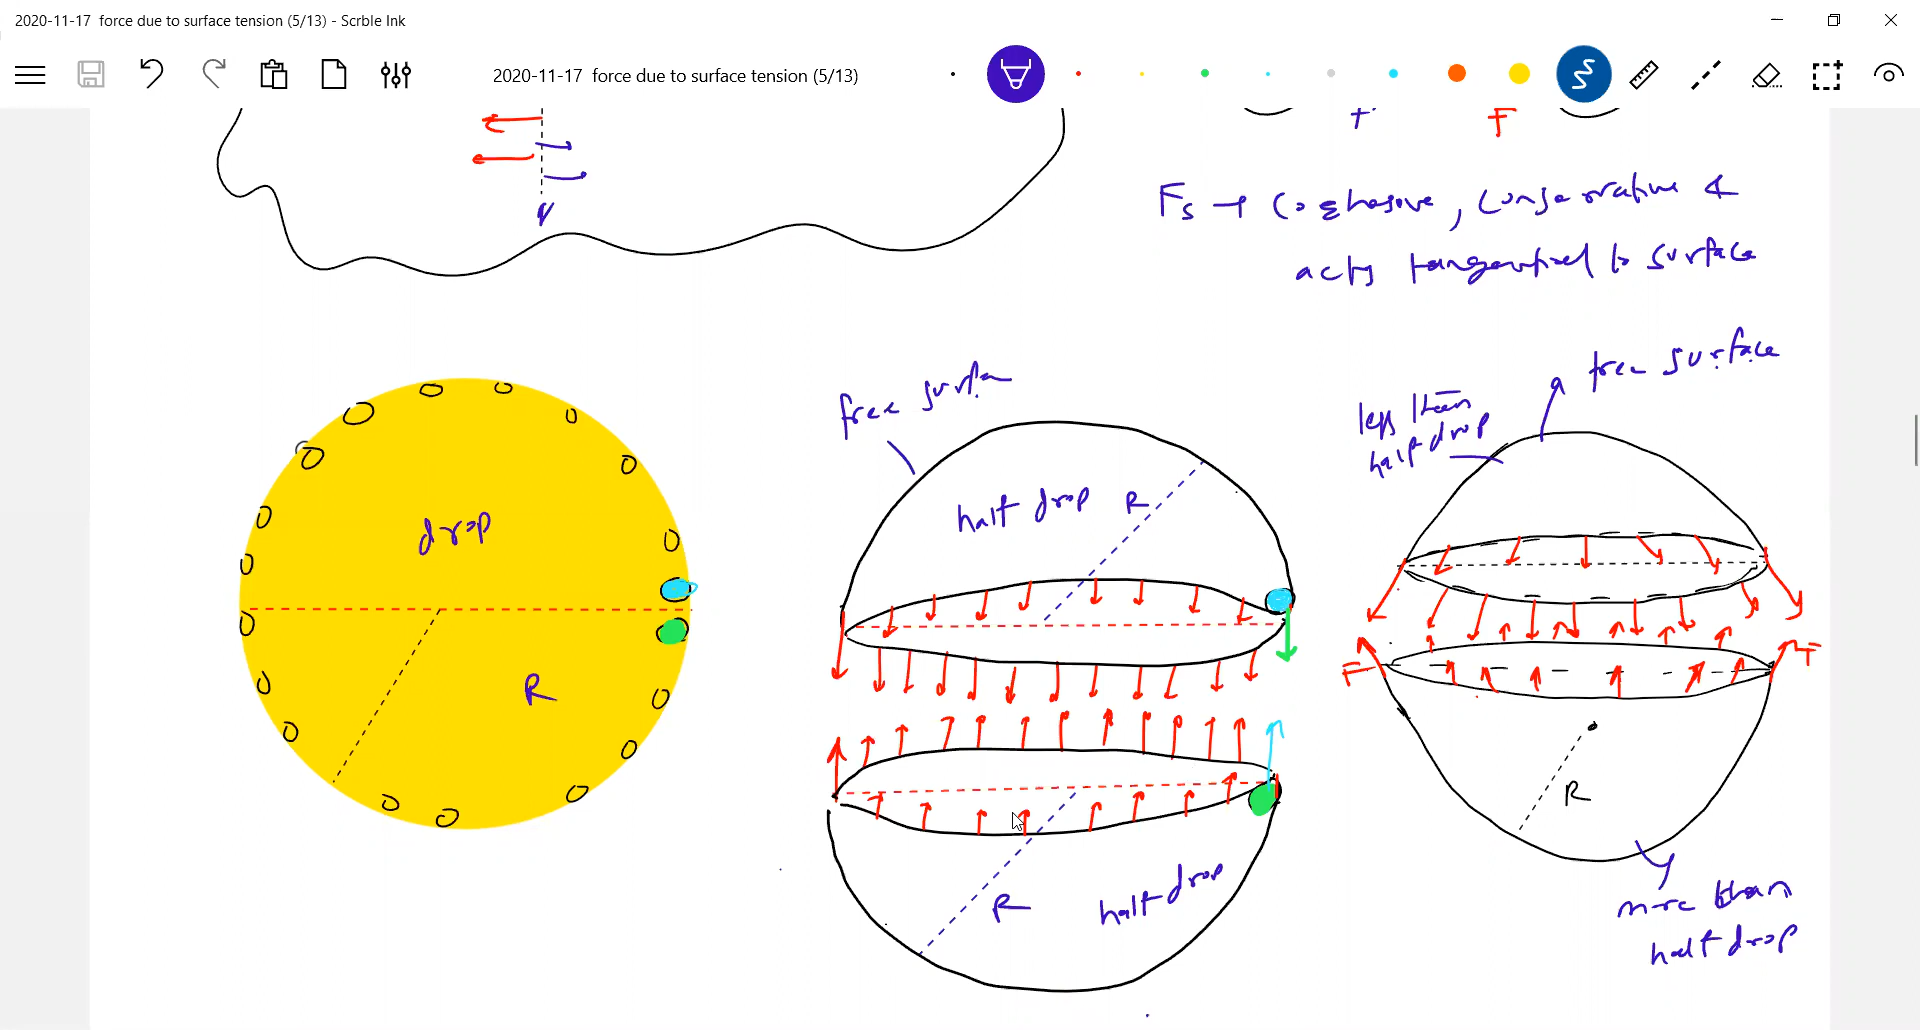 2020-11-17 force due to surface tension (5/13) - Scrble Ink
2020-11-17 force due to surface tension (5/13)
F
Fs → Cohesive, conservative &
acts tangential to surface
drop
R
free surfa
half drop R
R half drop
less than
half drop
free surface
F F
R
more than
half drop